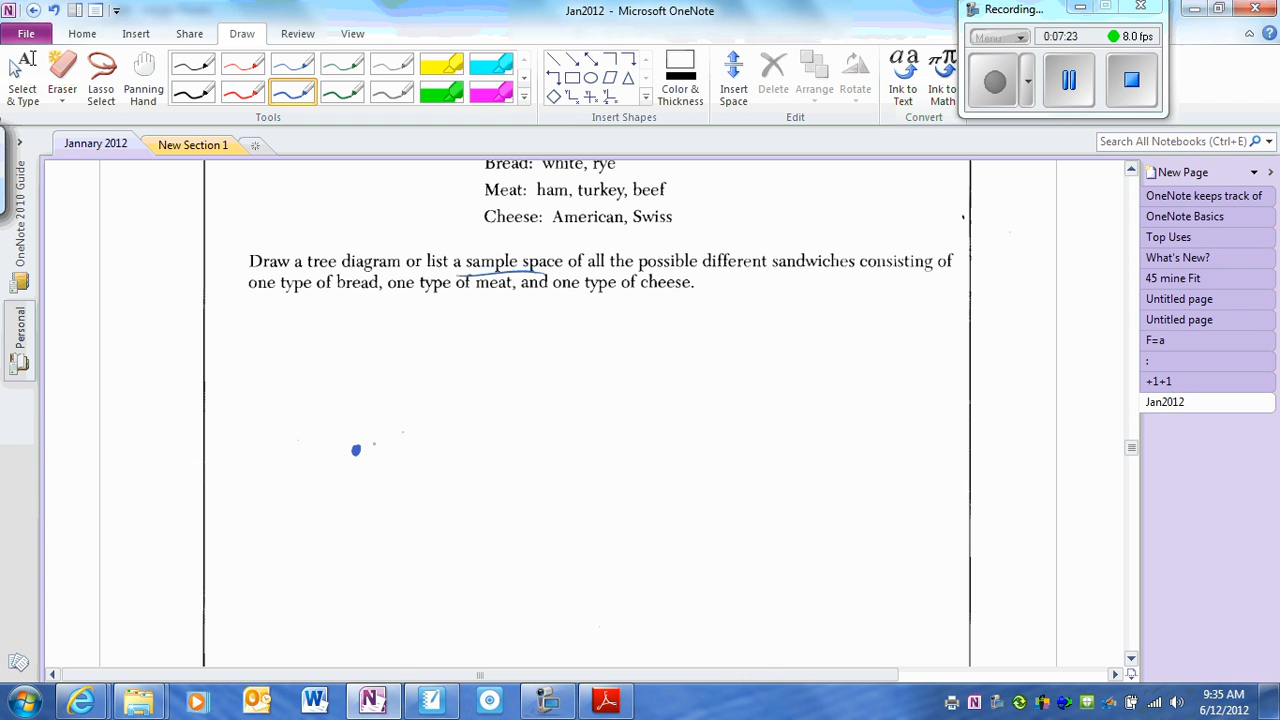 Jan2012 - Microsoft OneNote
Recording...
File Home Insert Share Draw Review View
Menu 0:07:23 8.0 fps
Select & Type
Eraser
Lasso Select
Panning Hand
Color & Thickness
Insert Space
Delete
Arrange
Rotate
Ink to Text
Ink to Math
Tools
Insert Shapes
Edit
Convert
Jannary 2012
New Section 1
Search All Notebooks (Ctrl+E)
OneNote 2010 Guide
Personal
Bread: white, rye
Meat: ham, turkey, beef
Cheese: American, Swiss
Draw a tree diagram or list a sample space of all the possible different sandwiches consisting of
one type of bread, one type of meat, and one type of cheese.
New Page
OneNote keeps track of
OneNote Basics
Top Uses
What's New?
45 mine Fit
Untitled page
Untitled page
F=a
:
+1+1
Jan2012
9:35 AM
6/12/2012